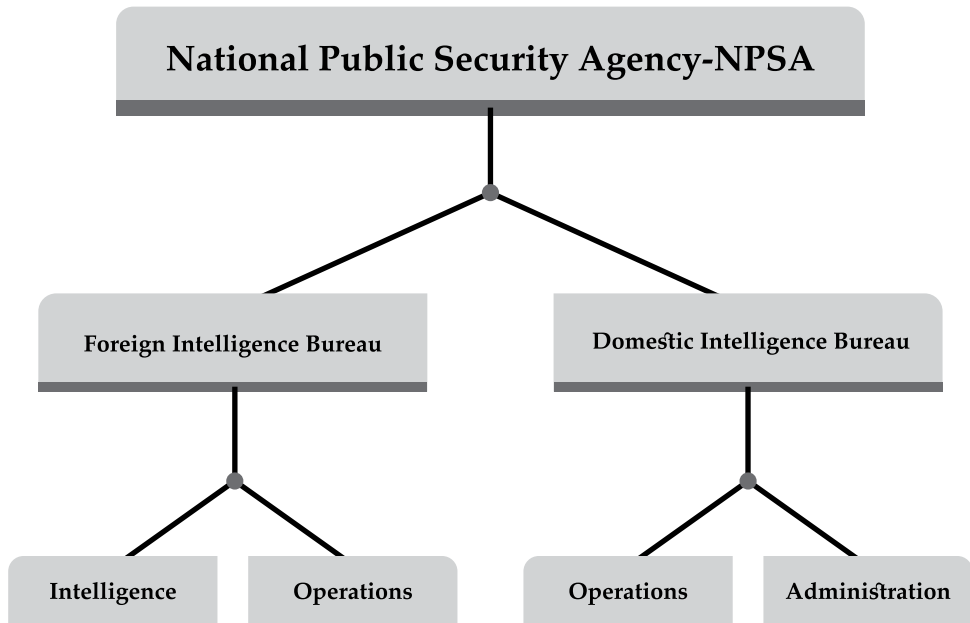 National Public Security Agency-NPSA
Foreign Intelligence Bureau
Domestic Intelligence Bureau
Intelligence
Operations
Operations
Administration